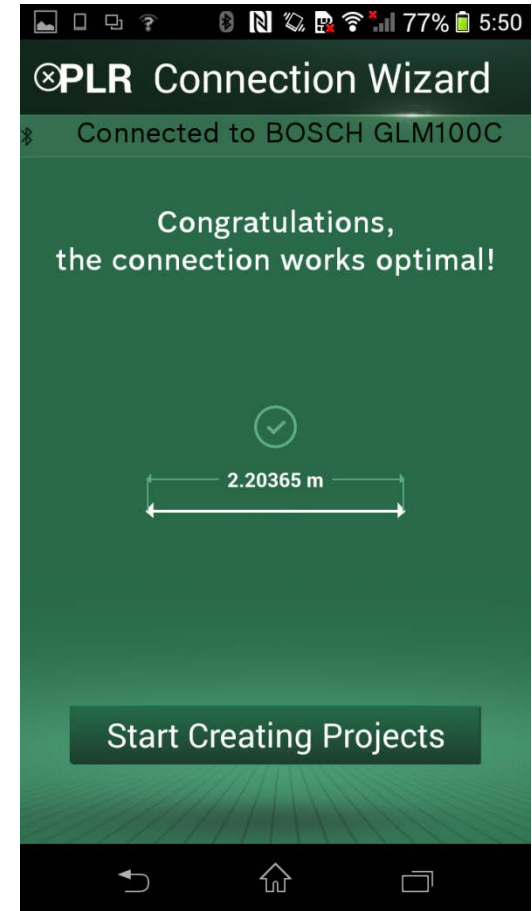 77% 5:50
PLR Connection Wizard
Connected to BOSCH GLM100C
Congratulations,
the connection works optimal!
2.20365 m
Start Creating Projects